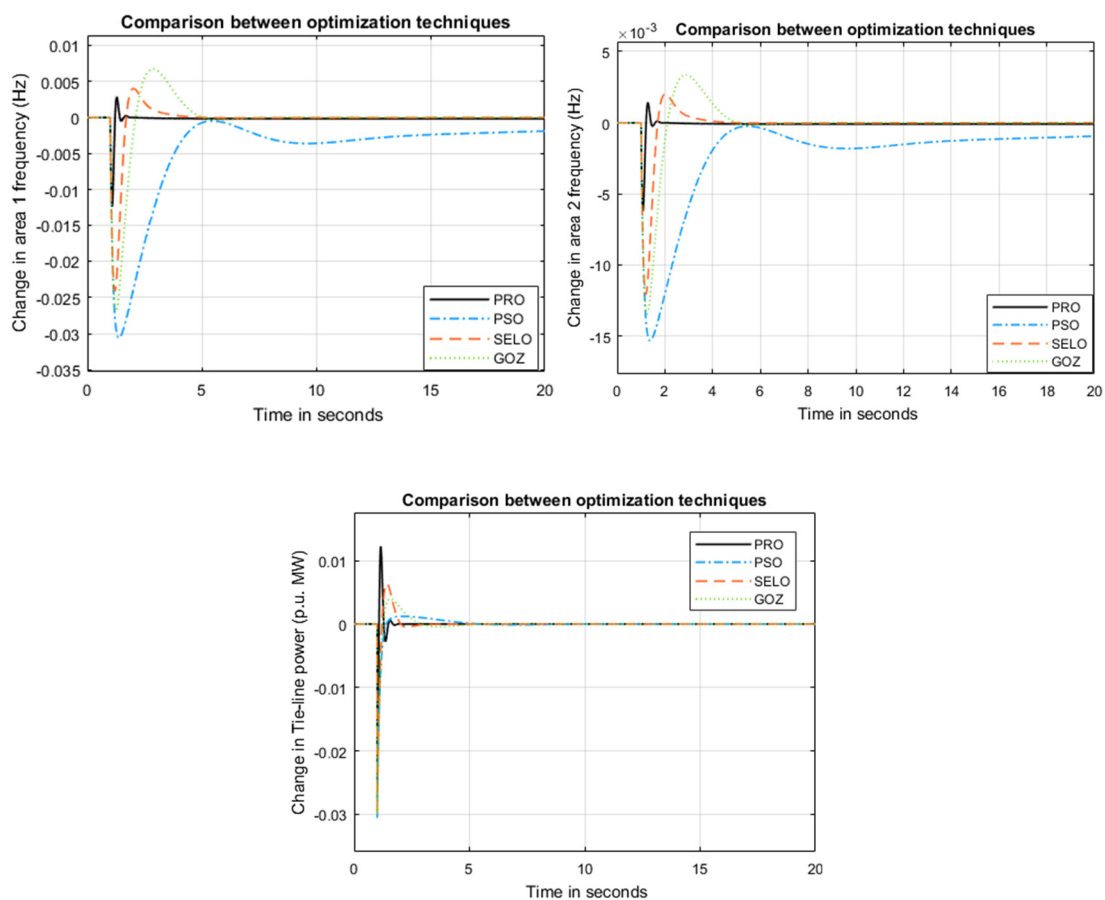 Comparison between optimization techniques
Change in area 1 frequency (Hz)
0.01
0.005
0
-0.005
-0.01
-0.015
-0.02
-0.025
-0.03
-0.035
0 5 10 15 20
Time in seconds
PRO
PSO
SELO
GOZ
Comparison between optimization techniques
×10⁻³
Change in area 2 frequency (Hz)
5
0
-5
-10
-15
0 2 4 6 8 10 12 14 16 18 20
Time in seconds
PRO
PSO
SELO
GOZ
Comparison between optimization techniques
Change in Tie-line power (p.u. MW)
0.01
0
-0.01
-0.02
-0.03
0 5 10 15 20
Time in seconds
PRO
PSO
SELO
GOZ